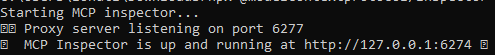 Starting MCP inspector...
Proxy server listening on port 6277
MCP Inspector is up and running at http://127.0.0.1:6274